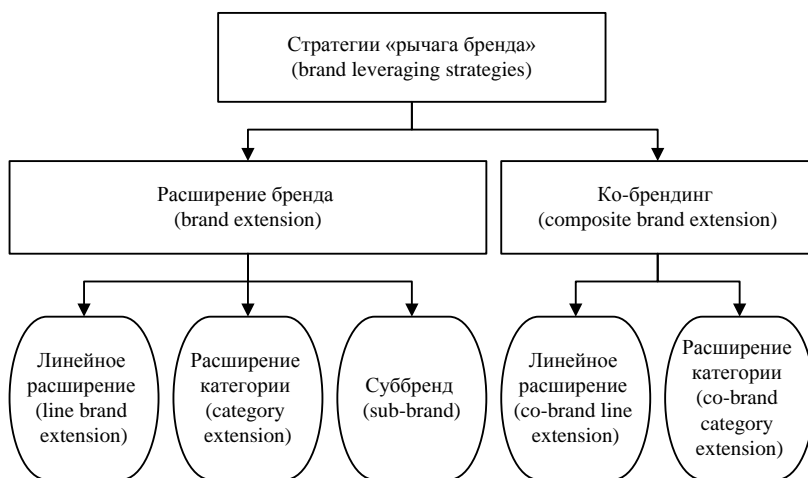 Стратегии «рычага бренда»
(brand leveraging strategies)
Расширение бренда
(brand extension)
Ко-брендинг
(composite brand extension)
Линейное
расширение
(line brand
extension)
Расширение
категории
(category
extension)
Суббренд
(sub-brand)
Линейное
расширение
(co-brand line
extension)
Расширение
категории
(co-brand
category
extension)